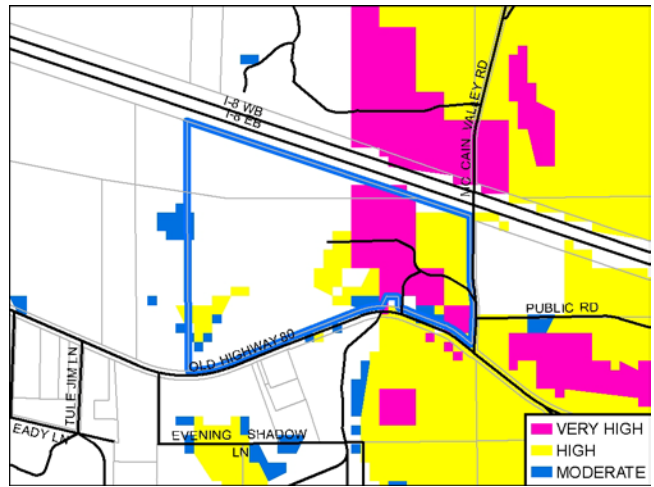 I-8 WB
I-8 EB
MC CAIN VALLEY RD
PUBLIC RD
OLD HIGHWAY 80
TULE JIM LN
EADY LN
EVENING SHADOW
LN
VERY HIGH
HIGH
MODERATE